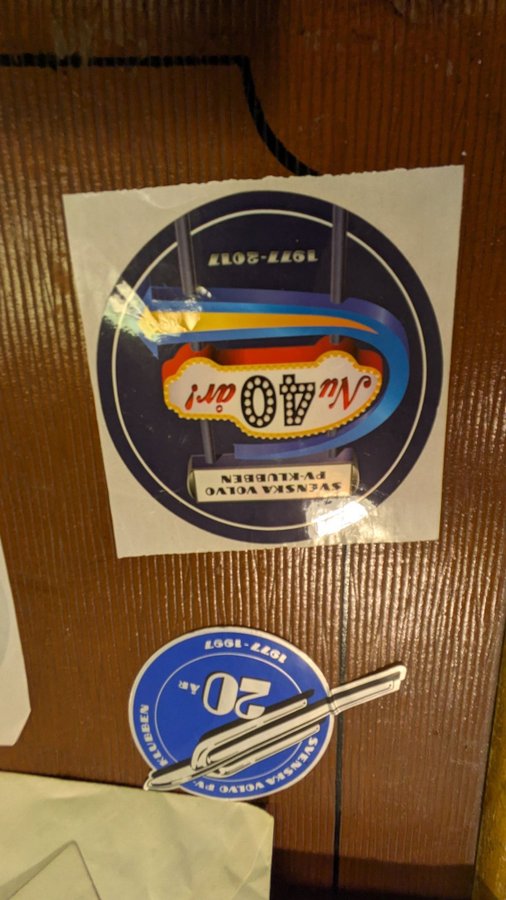 SVENSKA VOLVO
PV-KLUBBEN
Nu 40 år!
1977-2017
SVENSKA VOLVO PV-KLUBBEN
20 ÅR
1977-1997